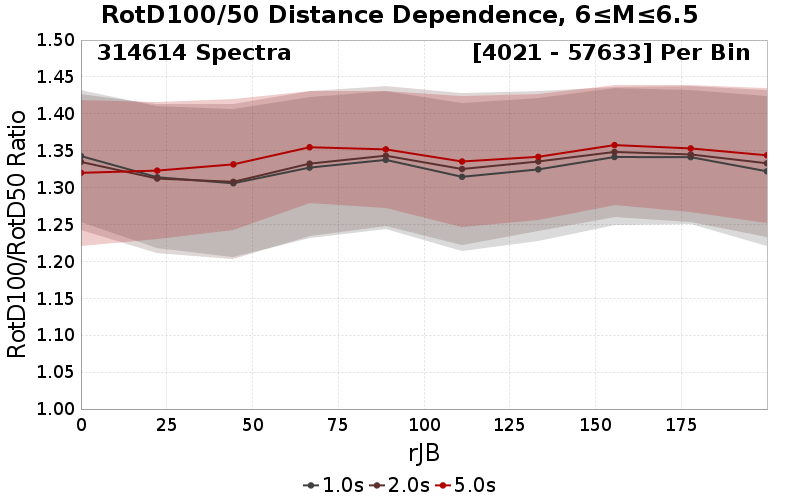 RotD100/50 Distance Dependence, 6≤M≤6.5
314614 Spectra
[4021 - 57633] Per Bin
RotD100/RotD50 Ratio
1.50
1.45
1.40
1.35
1.30
1.25
1.20
1.15
1.10
1.05
1.00
0 25 50 75 100 125 150 175
rJB
1.0s 2.0s 5.0s